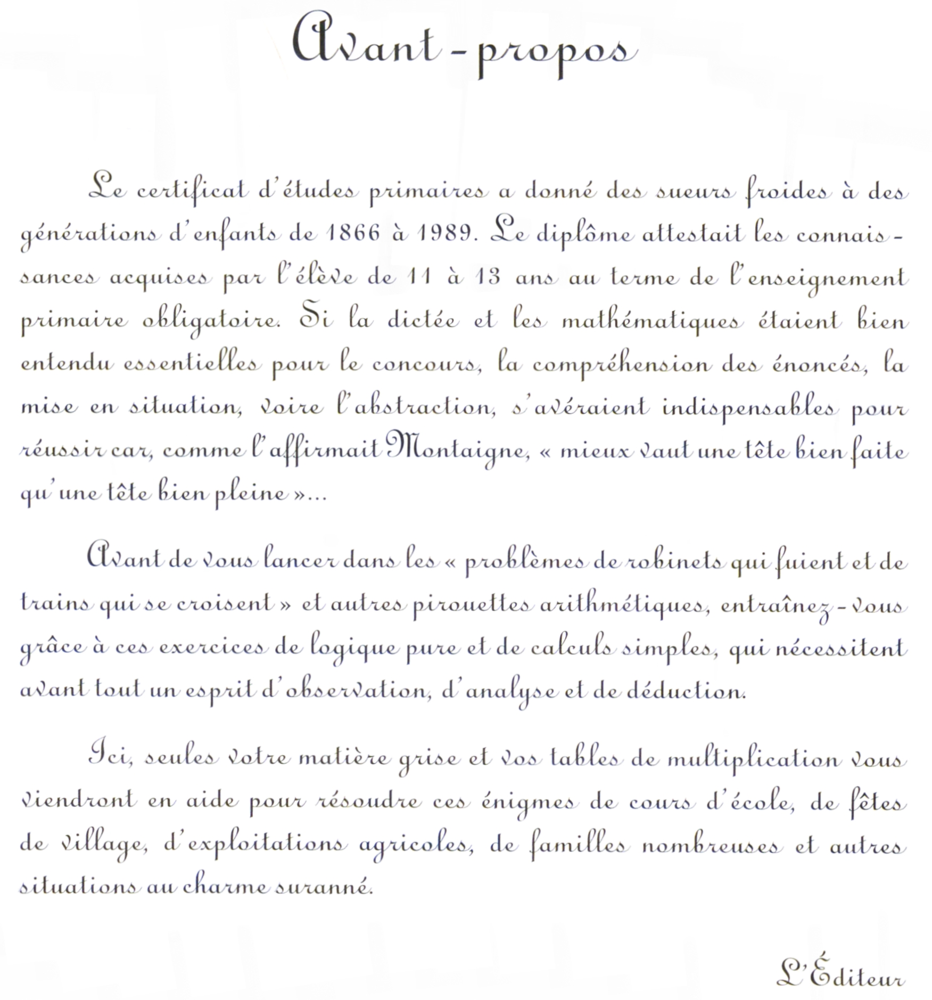 Avant-propos
Le certificat d'études primaires a donné des sueurs froides à des
générations d'enfants de 1866 à 1989. Le diplôme attestait les connais-
sances acquises par l'élève de 11 à 13 ans au terme de l'enseignement
primaire obligatoire. Si la dictée et les mathématiques étaient bien
entendu essentielles pour le concours, la compréhension des énoncés, la
mise en situation, voire l'abstraction, s'avéraient indispensables pour
réussir car, comme l'affirmait Montaigne, « mieux vaut une tête bien faite
qu'une tête bien pleine »...
Avant de vous lancer dans les « problèmes de robinets qui fuient et de
trains qui se croisent » et autres pirouettes arithmétiques, entraînez-vous
grâce à ces exercices de logique pure et de calculs simples, qui nécessitent
avant tout un esprit d'observation, d'analyse et de déduction.
Ici, seules votre matière grise et vos tables de multiplication vous
viendront en aide pour résoudre ces énigmes de cours d'école, de fêtes
de village, d'exploitations agricoles, de familles nombreuses et autres
situations au charme suranné.
L'Éditeur